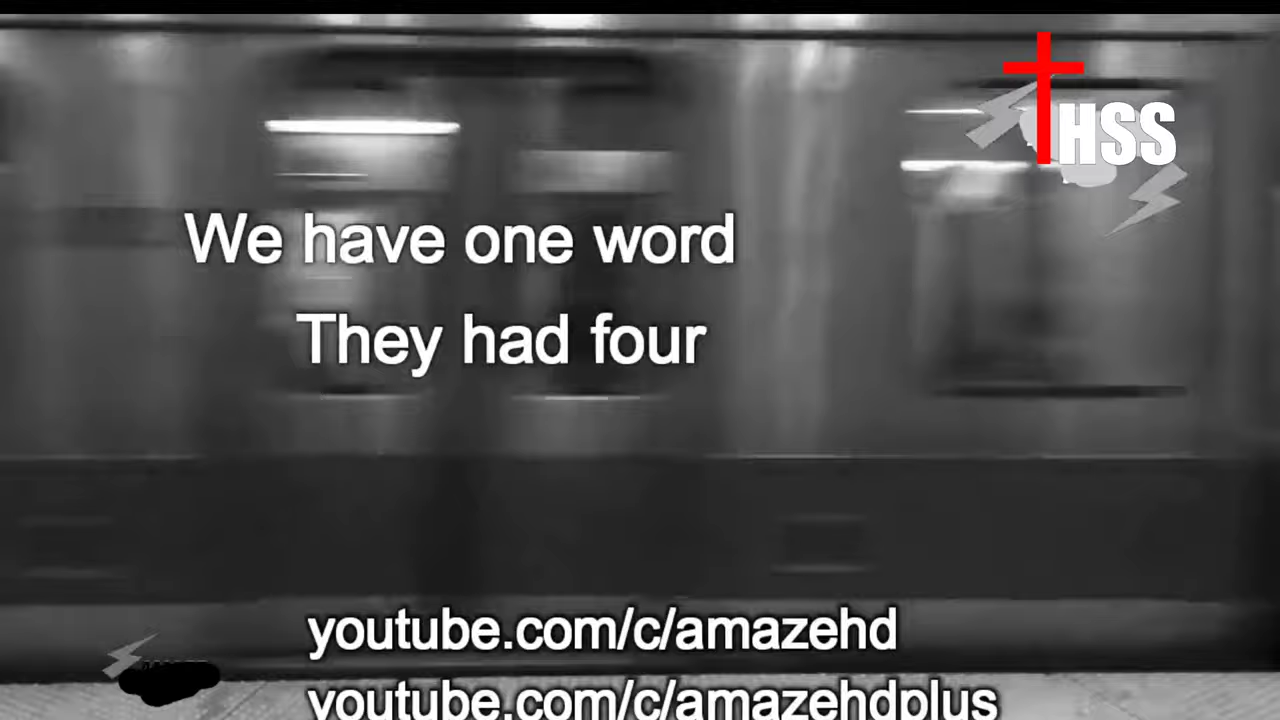 HSS
We have one word
They had four
youtube.com/c/amazehd
youtube.com/c/amazehdplus